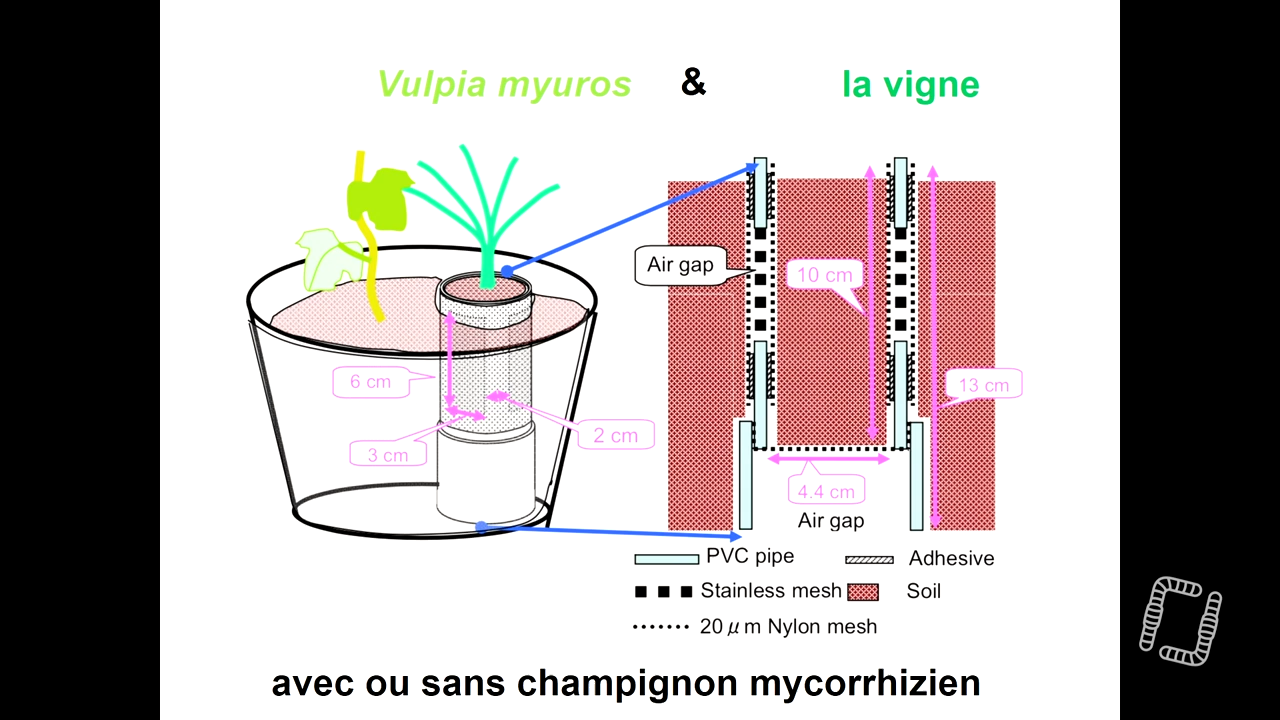 Vulpia myuros & la vigne
Air gap
10 cm
6 cm
13 cm
2 cm
3 cm
4.4 cm
Air gap
PVC pipe
Adhesive
Stainless mesh
Soil
20 μm Nylon mesh
avec ou sans champignon mycorrhizien